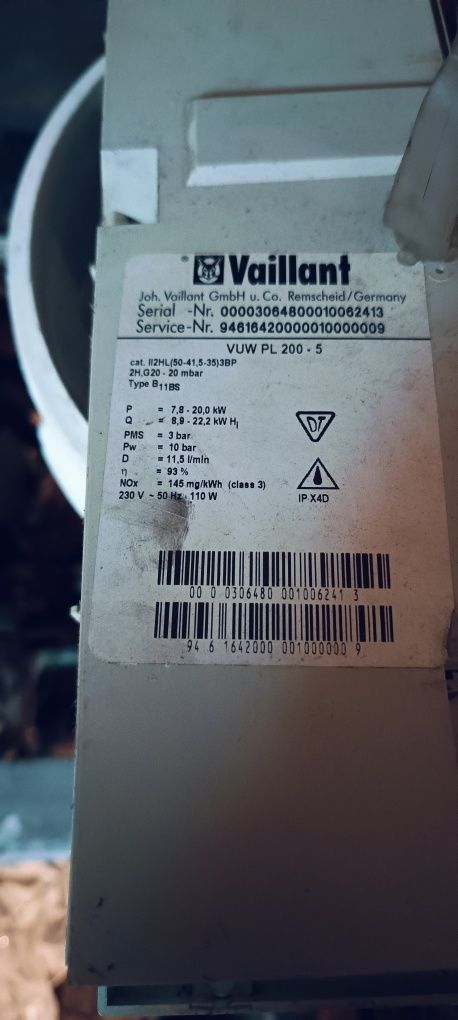 Vaillant
Joh. Vaillant GmbH u. Co. Remscheid/Germany
Serial -Nr. 00003064800010062413
Service-Nr. 94616420000010000009
VUW PL 200 - 5
cat. II2HL(50-41,5-35)3BP
2H,G20 - 20 mbar
Type B11BS
P = 7,8 - 20,0 kW
Q = 8,9 - 22,2 kW Hi
PMS = 3 bar
Pw = 10 bar
D = 11,5 l/min
η = 93 %
NOx = 145 mg/kWh (class 3)
230 V ~ 50 Hz 110 W
IP X4D
00 0 0306480 001006241 3
94 6 1642000 001000000 9